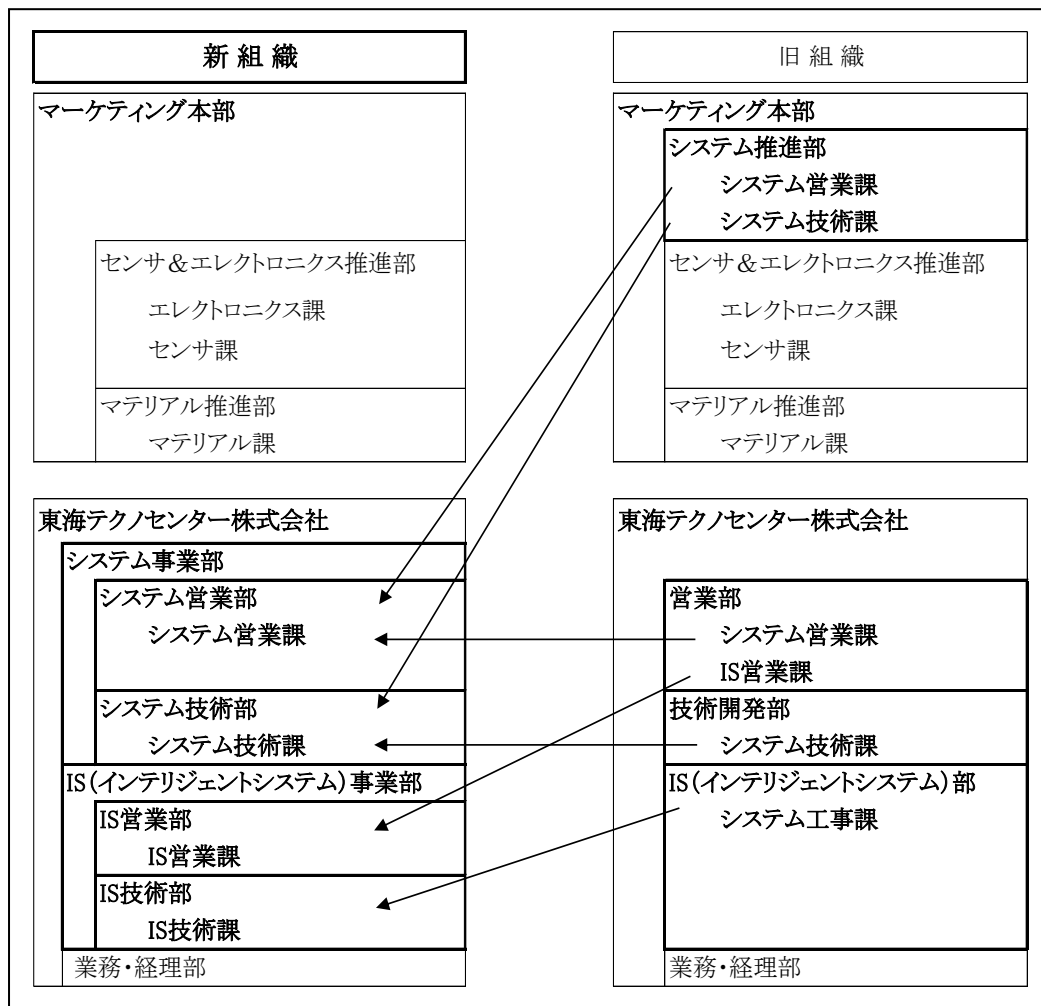 新 組 織
マーケティング本部
センサ&エレクトロニクス推進部
エレクトロニクス課
センサ課
マテリアル推進部
マテリアル課
東海テクノセンター株式会社
システム事業部
システム営業部
システム営業課
システム技術部
システム技術課
IS(インテリジェントシステム)事業部
IS営業部
IS営業課
IS技術部
IS技術課
業務・経理部
旧 組 織
マーケティング本部
システム推進部
システム営業課
システム技術課
センサ&エレクトロニクス推進部
エレクトロニクス課
センサ課
マテリアル推進部
マテリアル課
東海テクノセンター株式会社
営業部
システム営業課
IS営業課
技術開発部
システム技術課
IS(インテリジェントシステム)部
システム工事課
業務・経理部